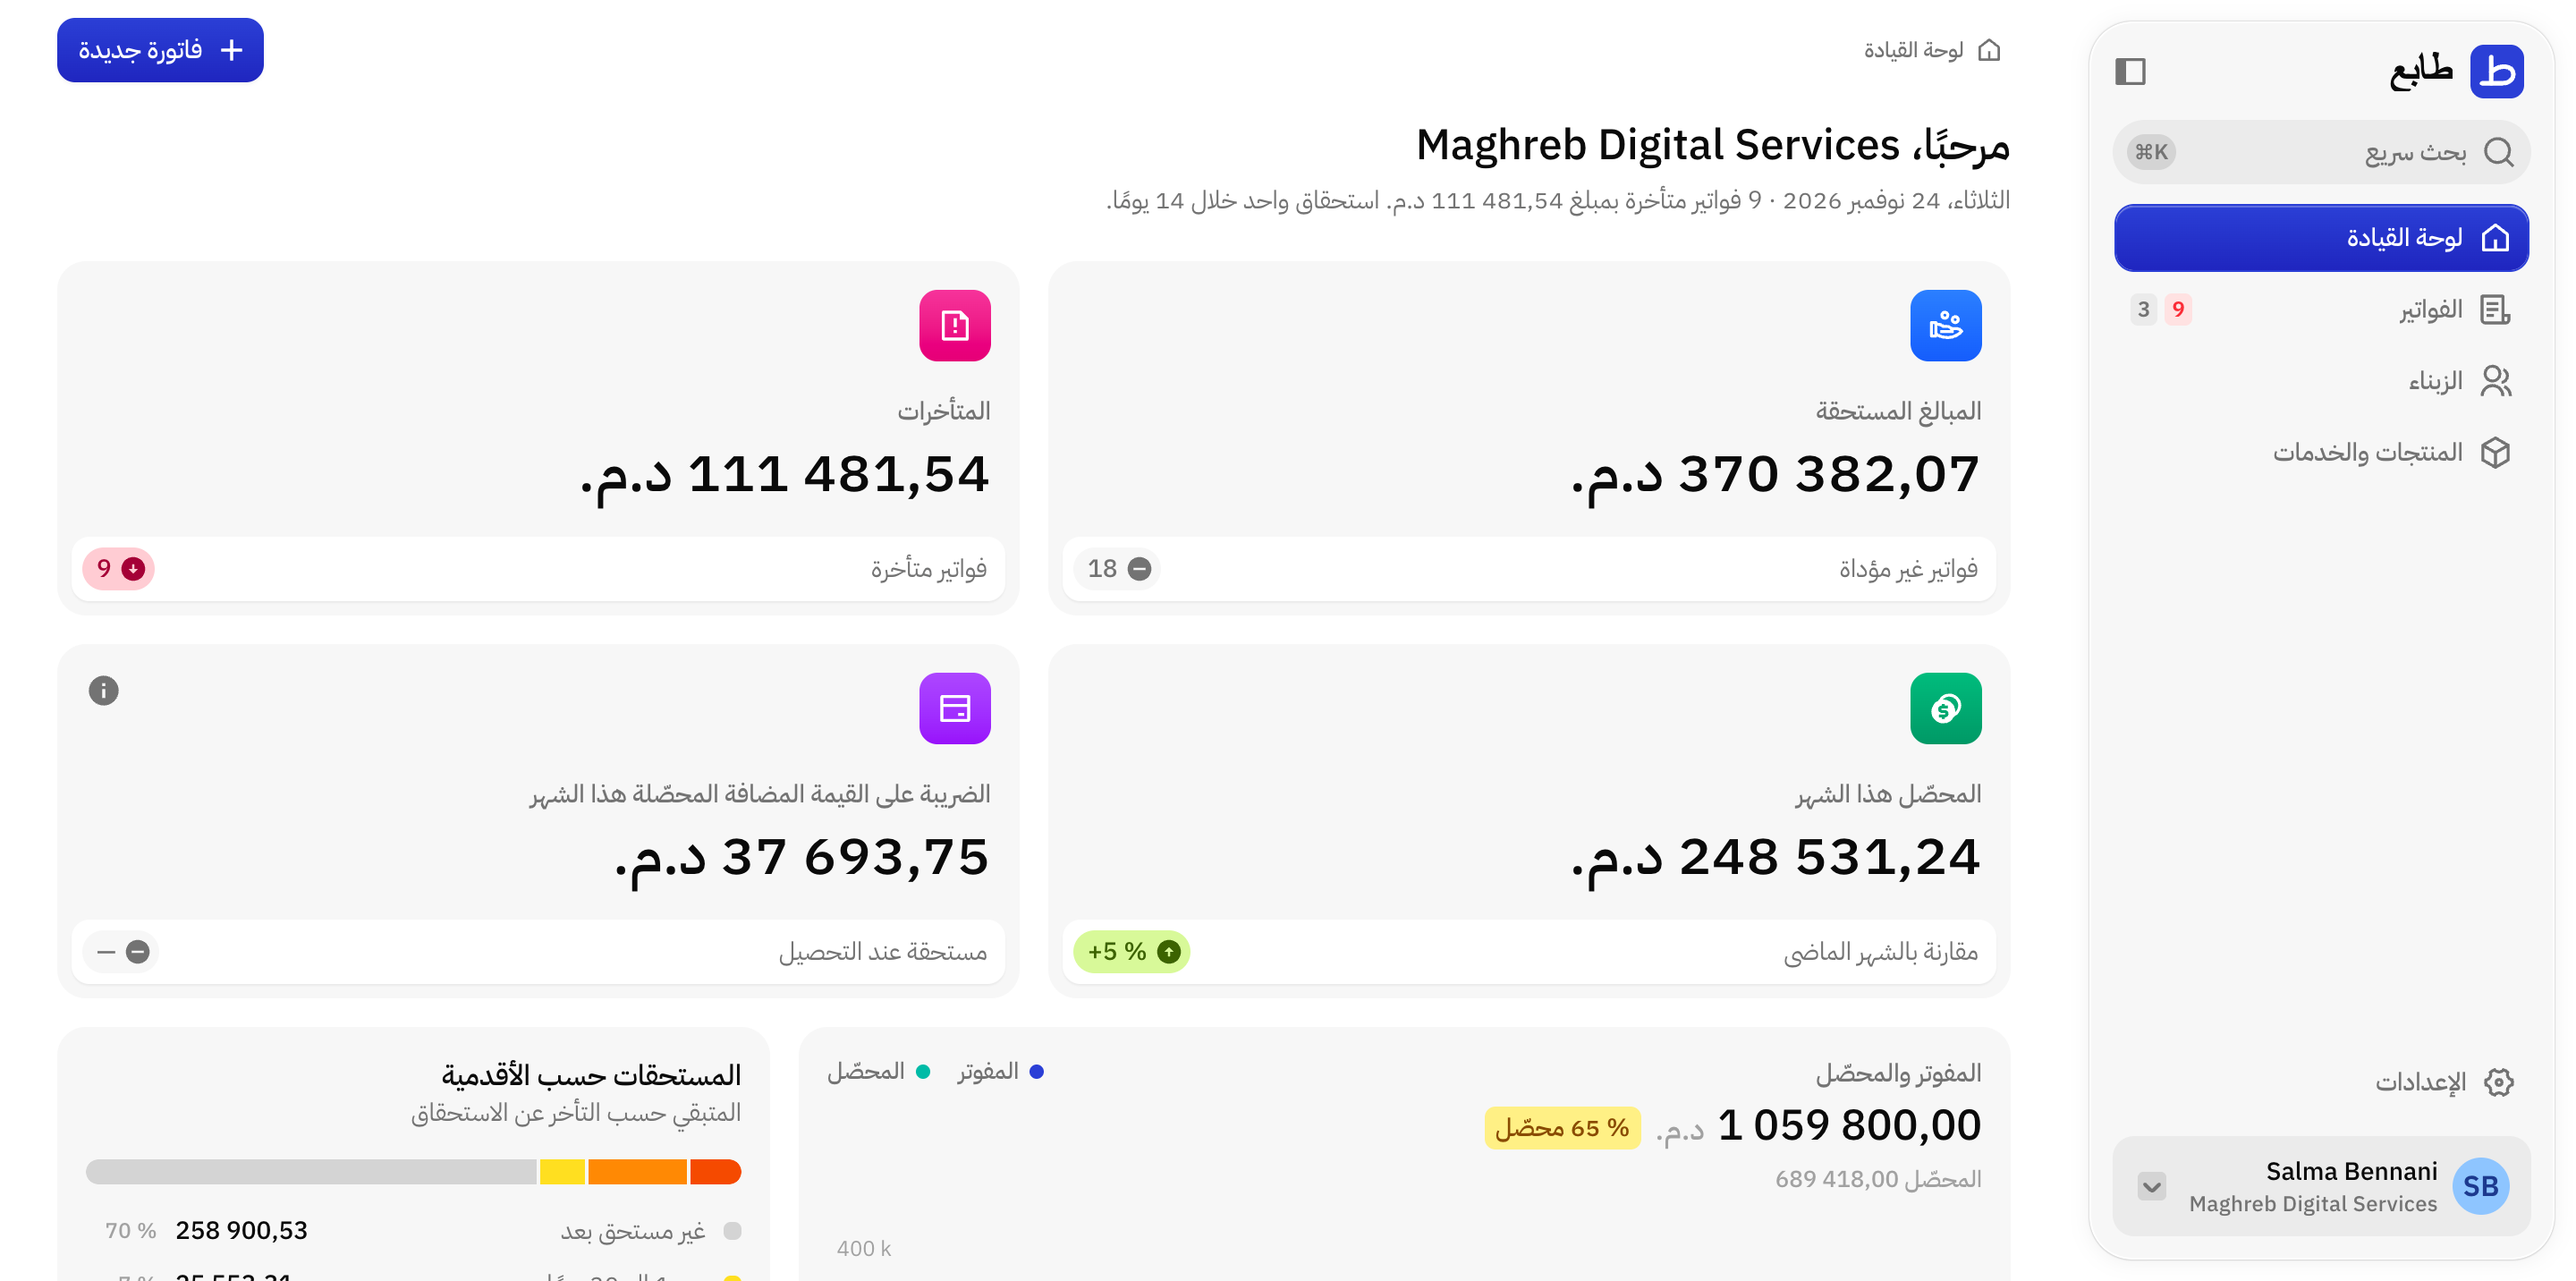 ط طابع
بحث سريع ⌘K
لوحة القيادة
الفواتير 9 3
الزبناء
المنتجات والخدمات
الإعدادات
SB Salma Bennani
Maghreb Digital Services
لوحة القيادة
+ فاتورة جديدة
مرحبًا، Maghreb Digital Services
الثلاثاء، 24 نوفمبر 2026 · 9 فواتير متأخرة بمبلغ 111 481,54 د.م. استحقاق واحد خلال 14 يومًا.
المبالغ المستحقة
370 382,07 د.م.
فواتير غير مؤداة 18
المتأخرات
111 481,54 د.م.
فواتير متأخرة 9
المحصّل هذا الشهر
248 531,24 د.م.
مقارنة بالشهر الماضي +5 %
الضريبة على القيمة المضافة المحصّلة هذا الشهر
37 693,75 د.م.
مستحقة عند التحصيل —
المفوتر والمحصّل
المفوتر المحصّل
1 059 800,00 د.م. 65 % محصّل
المحصّل 689 418,00
400 k
المستحقات حسب الأقدمية
المتبقي حسب التأخر عن الاستحقاق
غير مستحق بعد 258 900,53 70 %